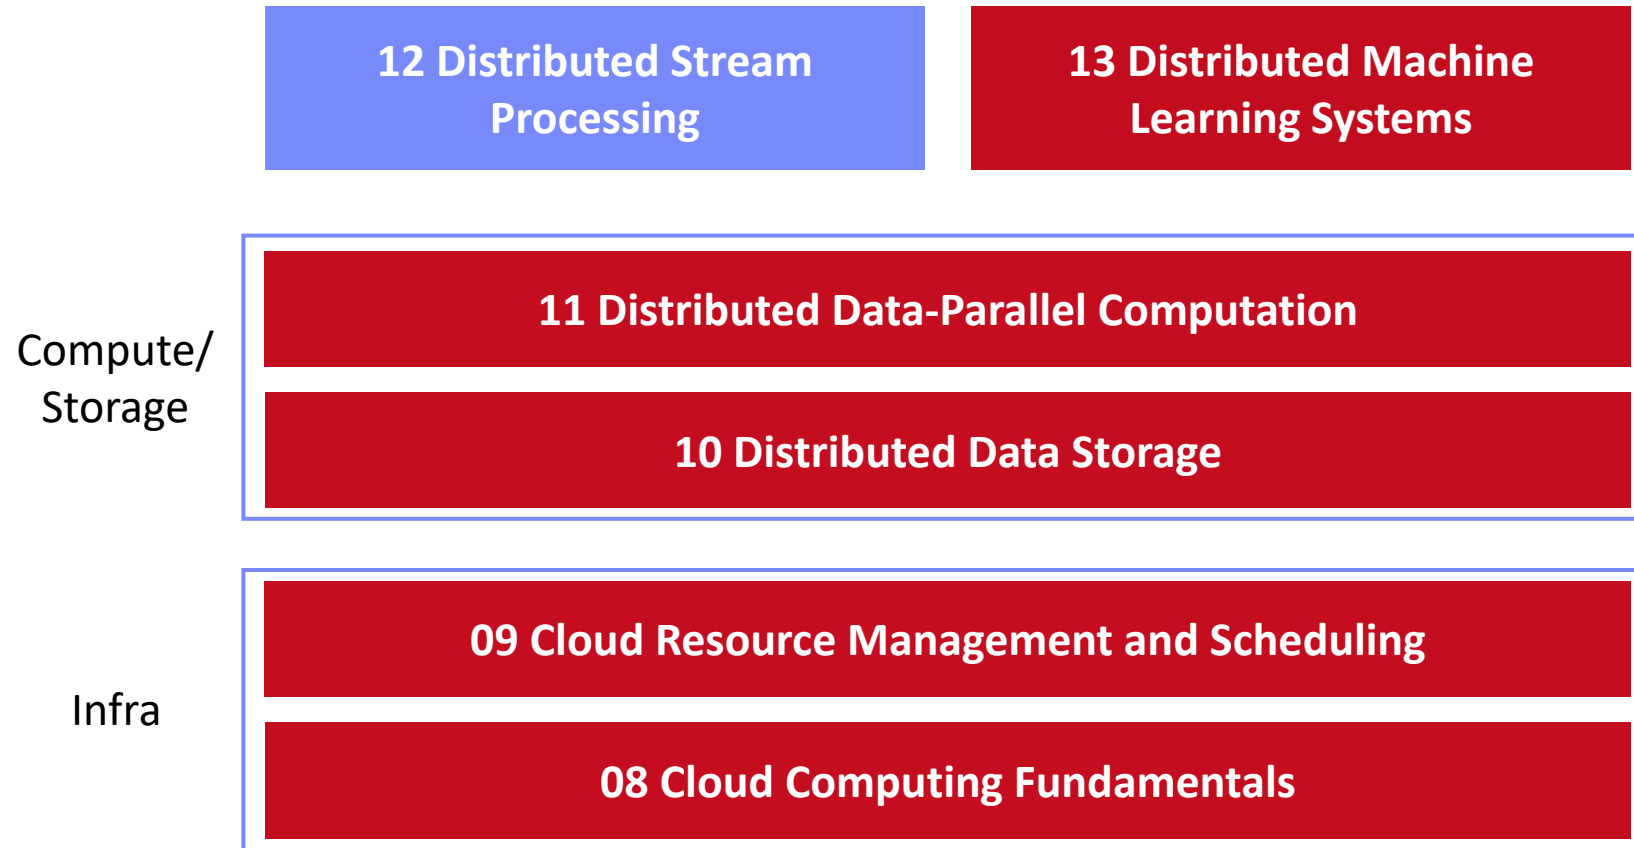 12 Distributed Stream
Processing
13 Distributed Machine
Learning Systems
Compute/
Storage
11 Distributed Data-Parallel Computation
10 Distributed Data Storage
Infra
09 Cloud Resource Management and Scheduling
08 Cloud Computing Fundamentals